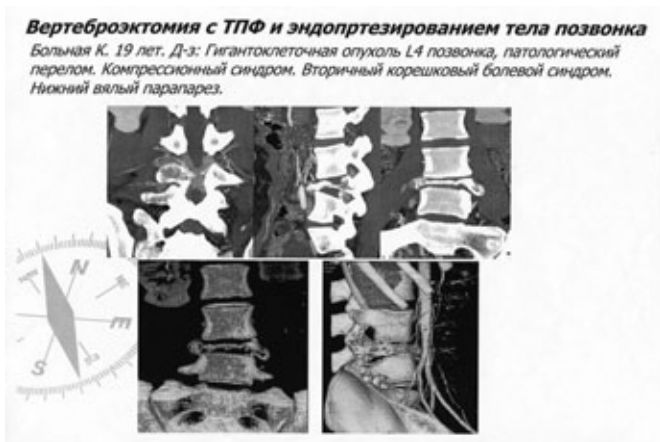 Вертеброэктомия с ТПФ и эндопртезированием тела позвонка
Больная К. 19 лет. Д-з: Гигантоклеточная опухоль L4 позвонка, патологический
перелом. Компрессионный синдром. Вторичный корешковый болевой синдром.
Нижний вялый парапарез.
N
E
S